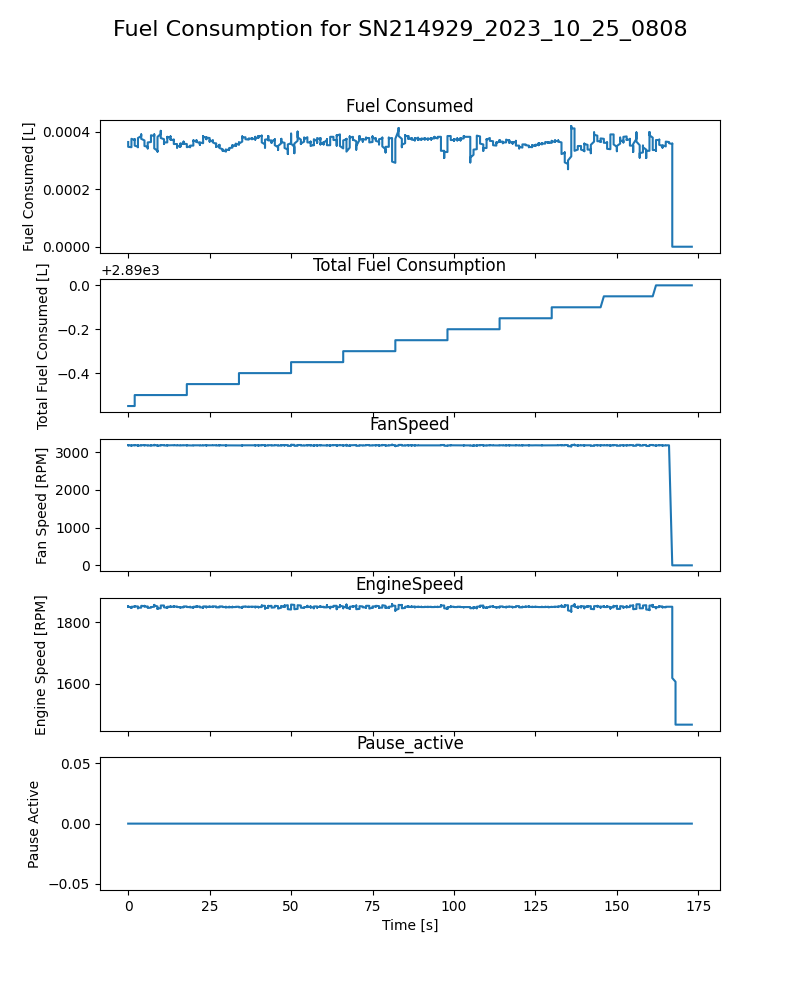 Fuel Consumption for SN214929_2023_10_25_0808
Fuel Consumed
Fuel Consumed [L]
0.0004
0.0002
0.0000
+2.89e3
Total Fuel Consumption
Total Fuel Consumed [L]
0.0
−0.2
−0.4
FanSpeed
Fan Speed [RPM]
3000
2000
1000
0
EngineSpeed
Engine Speed [RPM]
1800
1600
Pause_active
Pause Active
0.05
0.00
−0.05
0 25 50 75 100 125 150 175
Time [s]